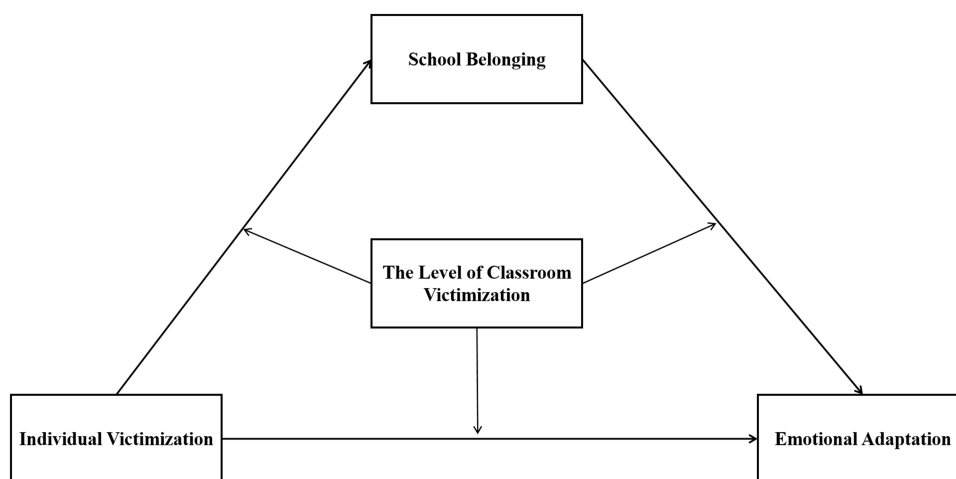 School Belonging
The Level of Classroom
Victimization
Individual Victimization
Emotional Adaptation